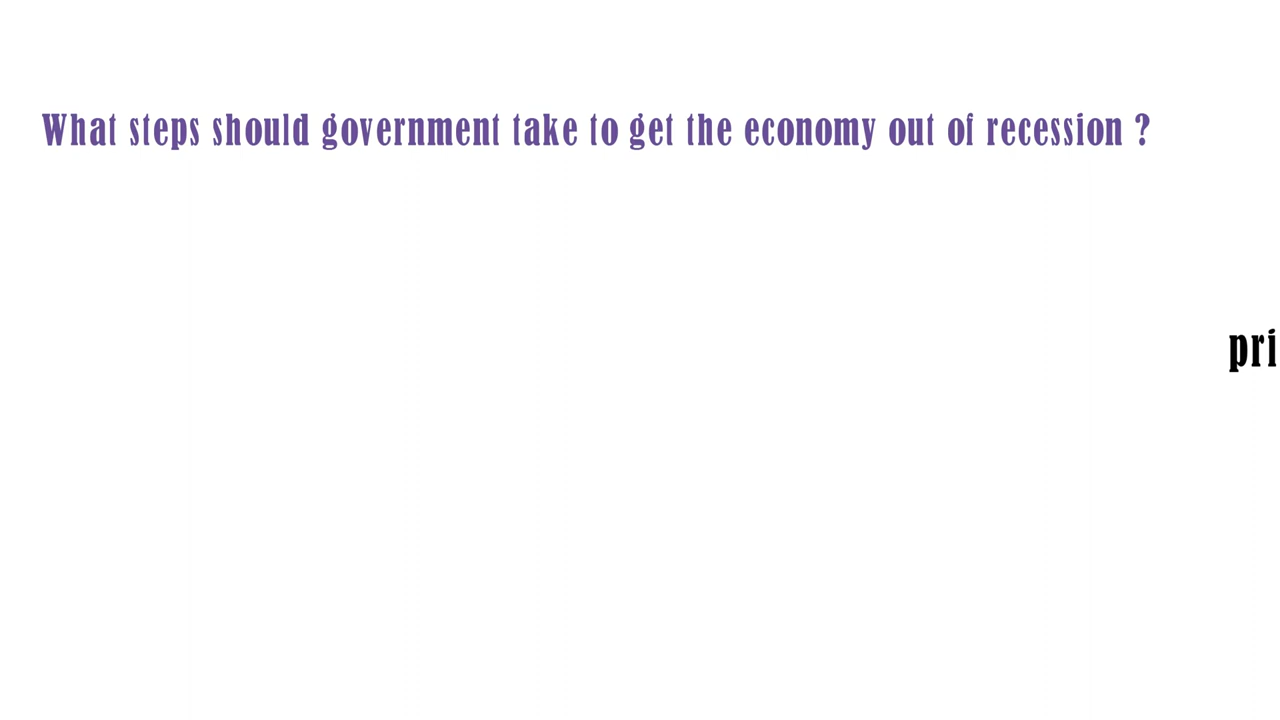 What steps should government take to get the economy out of recession ?
pri